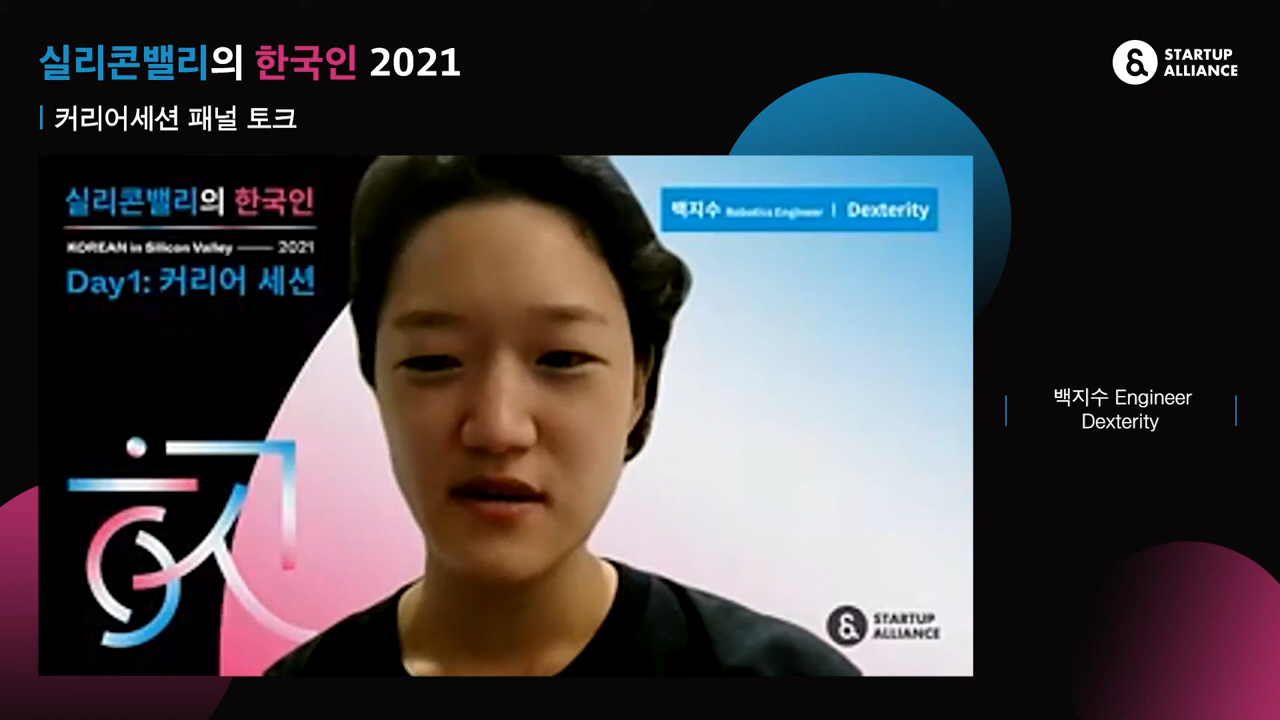 실리콘밸리의 한국인 2021
STARTUP
ALLIANCE
커리어세션 패널 토크
실리콘밸리의 한국인
KOREAN in Silicon Valley 2021
Day1: 커리어 세션
백지수 Robotics Engineer | Dexterity
백지수 Engineer
Dexterity
STARTUP
ALLIANCE